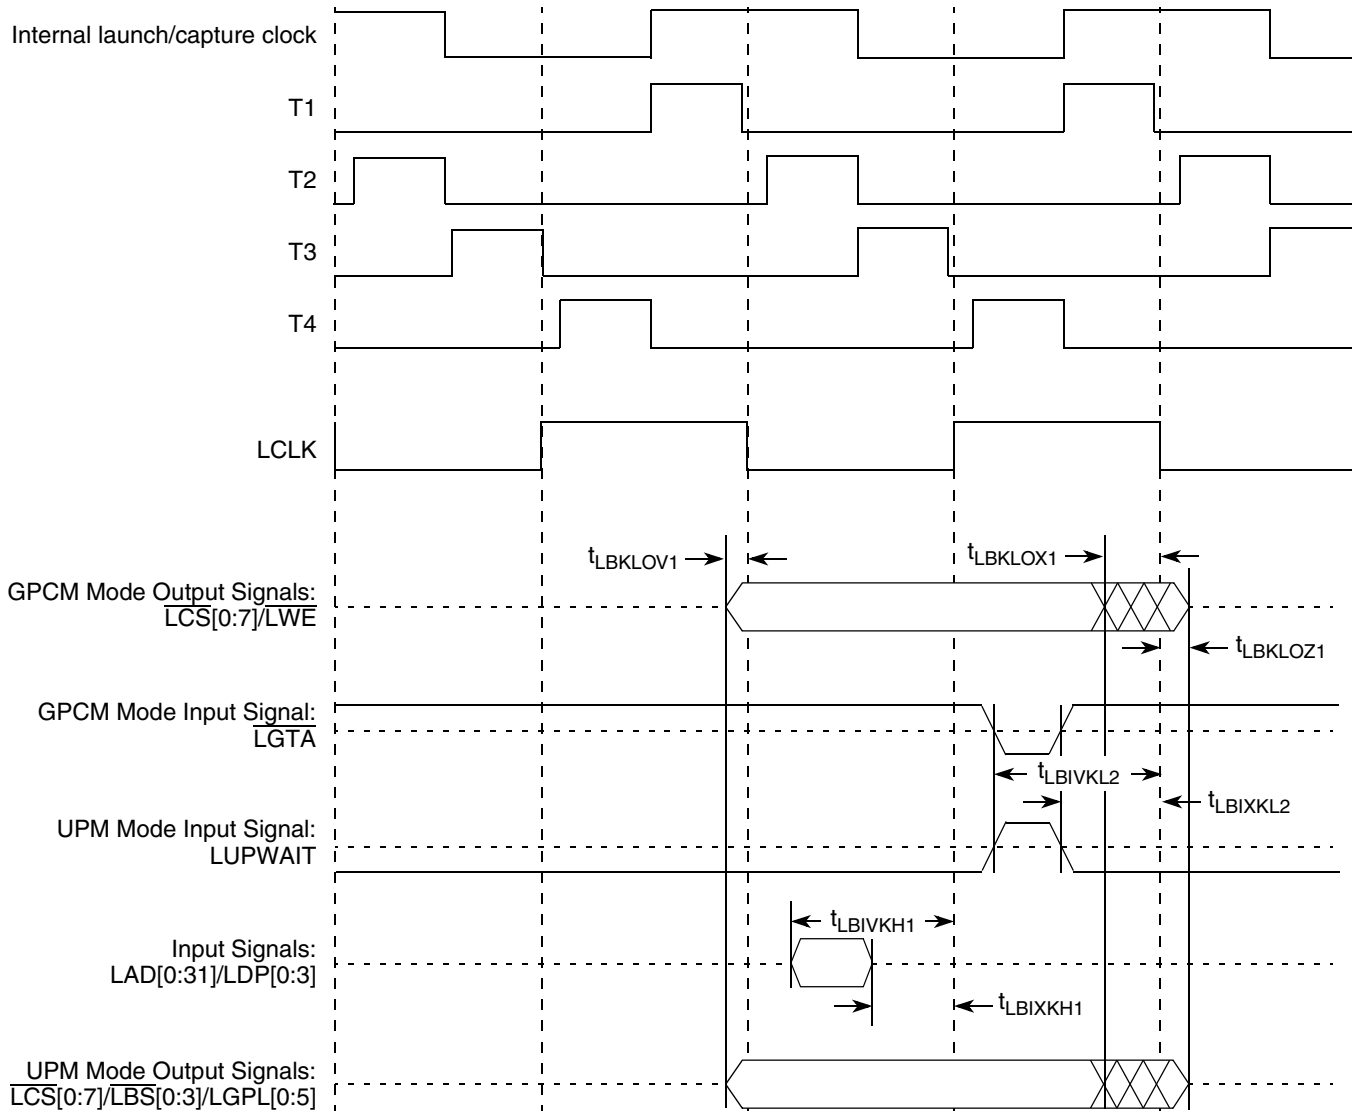 Internal launch/capture clock
T1
T2
T3
T4
LCLK
tLBKLOV1
tLBKLOX1
GPCM Mode Output Signals:
LCS[0:7]/LWE
tLBKLOZ1
GPCM Mode Input Signal:
LGTA
tLBIVKL2
tLBIXKL2
UPM Mode Input Signal:
LUPWAIT
tLBIVKH1
Input Signals:
LAD[0:31]/LDP[0:3]
tLBIXKH1
UPM Mode Output Signals:
LCS[0:7]/LBS[0:3]/LGPL[0:5]